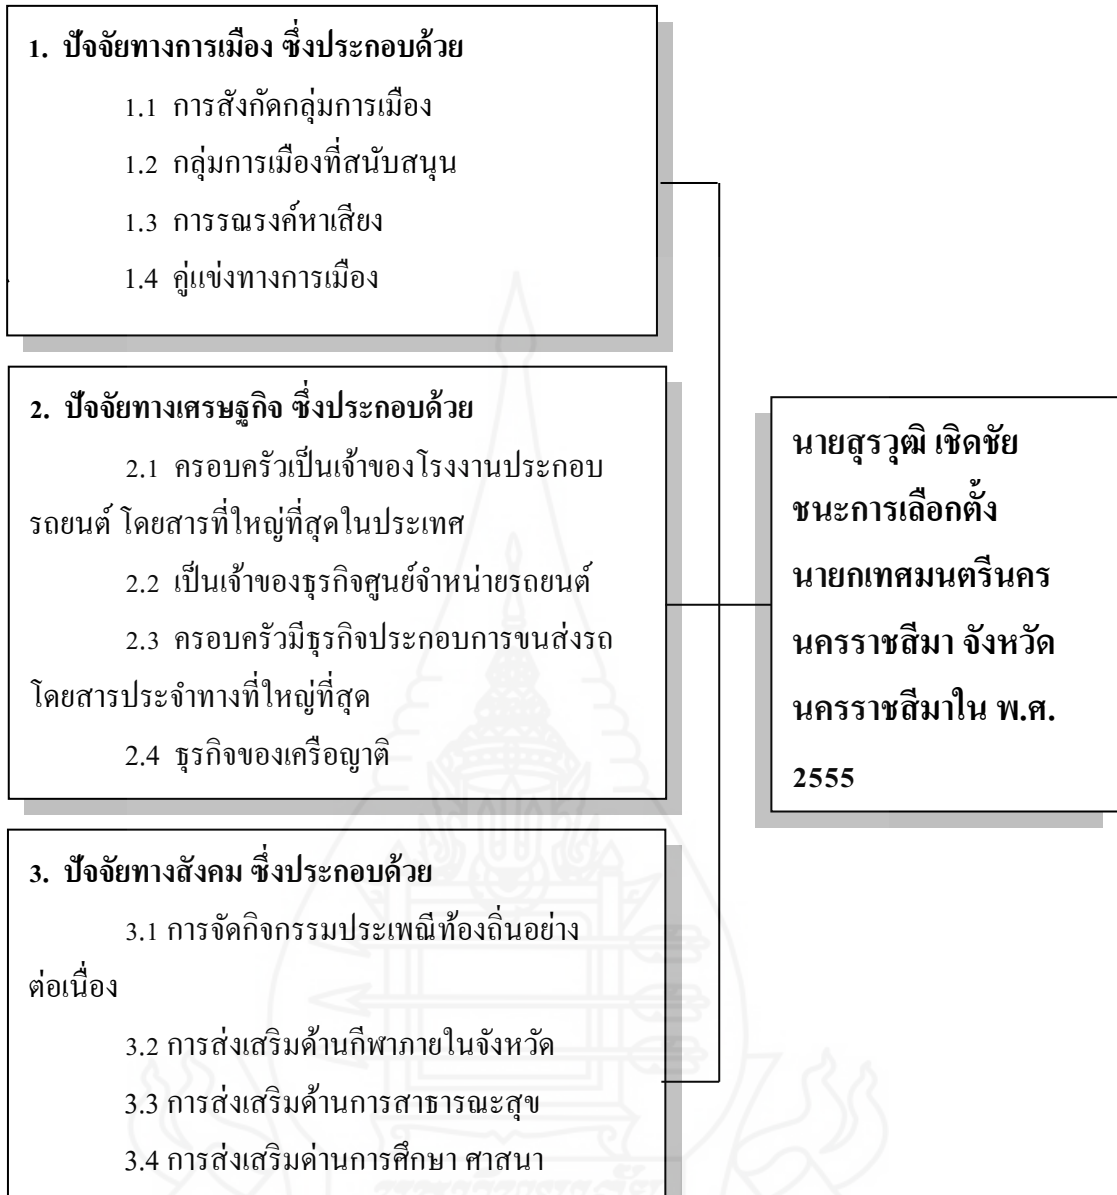 1. ปัจจัยทางการเมือง ซึ่งประกอบด้วย
1.1 การสังกัดกลุ่มการเมือง
1.2 กลุ่มการเมืองที่สนับสนุน
1.3 การรณรงค์หาเสียง
1.4 คู่แข่งทางการเมือง
2. ปัจจัยทางเศรษฐกิจ ซึ่งประกอบด้วย
2.1 ครอบครัวเป็นเจ้าของโรงงานประกอบ
รถยนต์ โดยสารที่ใหญ่ที่สุดในประเทศ
2.2 เป็นเจ้าของธุรกิจศูนย์จำหน่ายรถยนต์
2.3 ครอบครัวมีธุรกิจประกอบการขนส่งรถ
โดยสารประจำทางที่ใหญ่ที่สุด
2.4 ธุรกิจของเครือญาติ
3. ปัจจัยทางสังคม ซึ่งประกอบด้วย
3.1 การจัดกิจกรรมประเพณีท้องถิ่นอย่าง
ต่อเนื่อง
3.2 การส่งเสริมด้านกีฬาภายในจังหวัด
3.3 การส่งเสริมด้านการสาธารณะสุข
3.4 การส่งเสริมด่านการศึกษา ศาสนา
นายสุรวุฒิ เชิดชัย
ชนะการเลือกตั้ง
นายกเทศมนตรีนคร
นครราชสีมา จังหวัด
นครราชสีมาใน พ.ศ.
2555